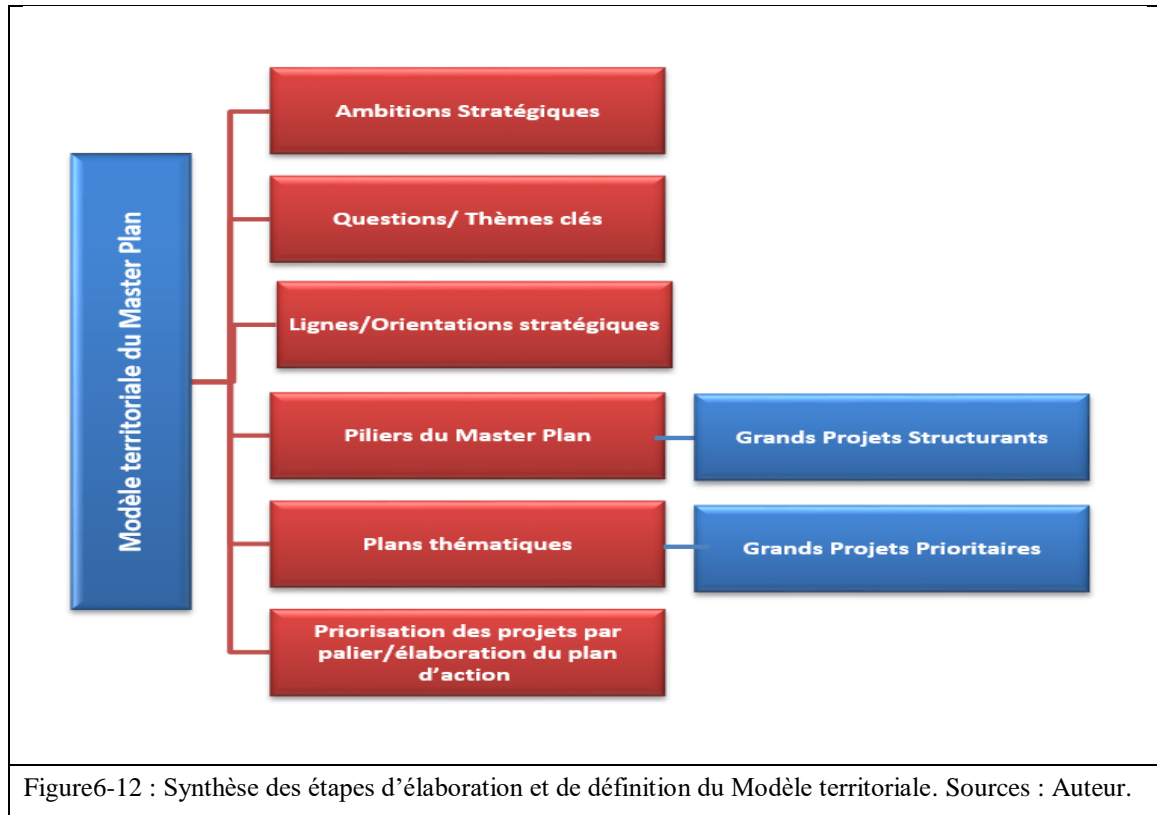 Modèle territoriale du Master Plan
Ambitions Stratégiques
Questions/ Thèmes clés
Lignes/Orientations stratégiques
Piliers du Master Plan
Grands Projets Structurants
Plans thématiques
Grands Projets Prioritaires
Priorisation des projets par
palier/élaboration du plan
d’action
Figure6-12 : Synthèse des étapes d’élaboration et de définition du Modèle territoriale. Sources : Auteur.